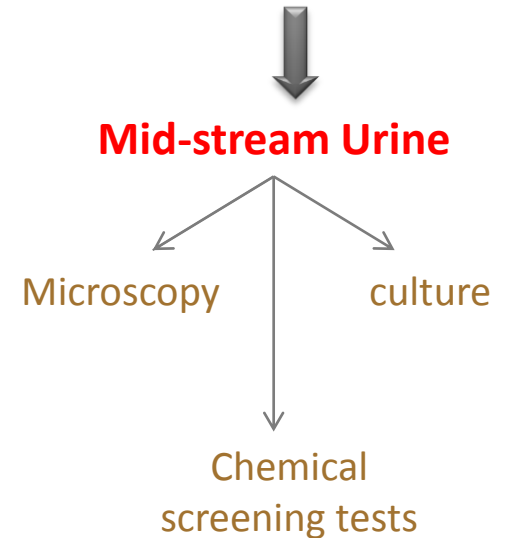 Mid-stream Urine
Microscopy
culture
Chemical
screening tests